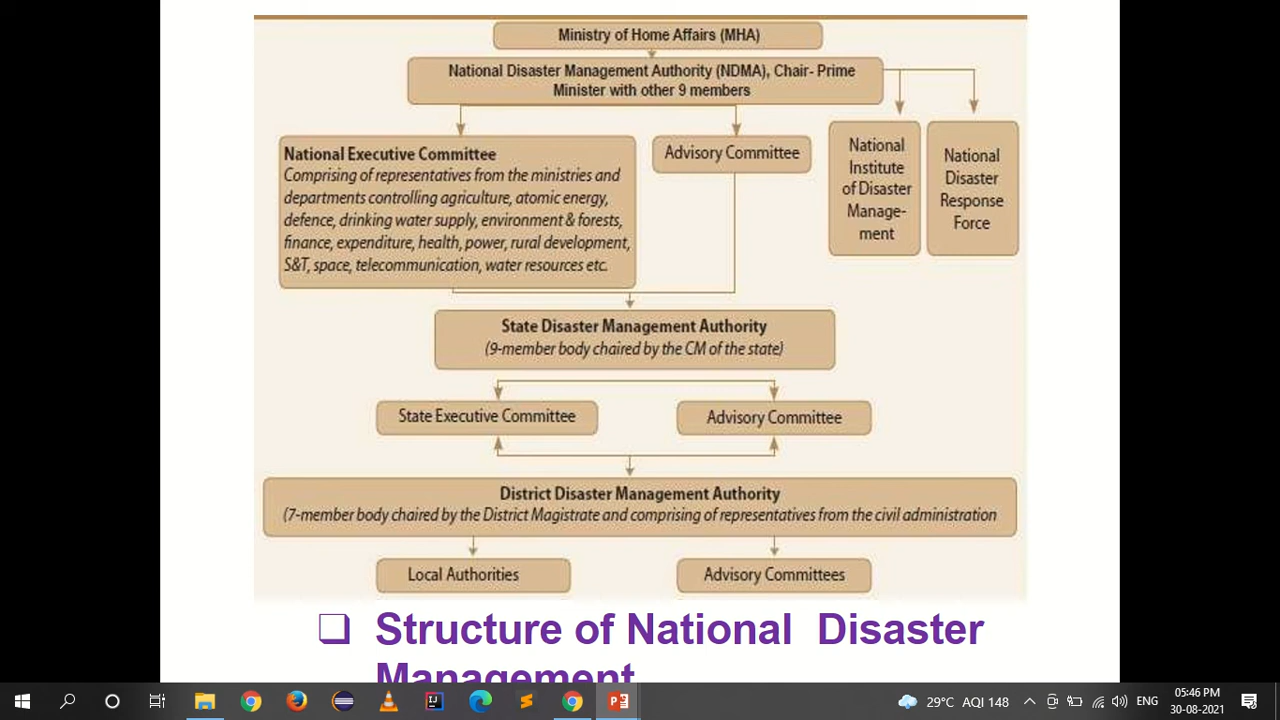 Ministry of Home Affairs (MHA)
National Disaster Management Authority (NDMA), Chair- Prime
Minister with other 9 members
National Executive Committee
Comprising of representatives from the ministries and
departments controlling agriculture, atomic energy,
defence, drinking water supply, environment & forests,
finance, expenditure, health, power, rural development,
S&T, space, telecommunication, water resources etc.
Advisory Committee
National
Institute
of Disaster
Manage-
ment
National
Disaster
Response
Force
State Disaster Management Authority
(9-member body chaired by the CM of the state)
State Executive Committee
Advisory Committee
District Disaster Management Authority
(7-member body chaired by the District Magistrate and comprising of representatives from the civil administration
Local Authorities
Advisory Committees
❑ Structure of National Disaster
Management
29°C AQI 148
ENG
05:46 PM
30-08-2021